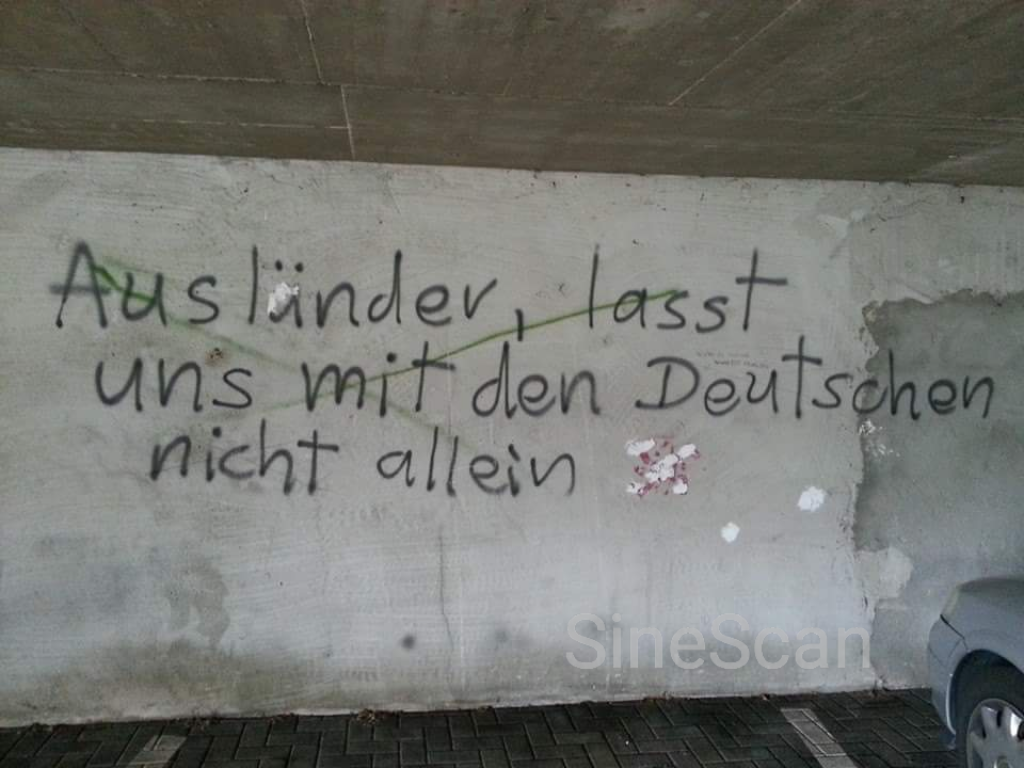 Ausländer, lasst
uns mit den Deutschen
nicht allein
SineScan